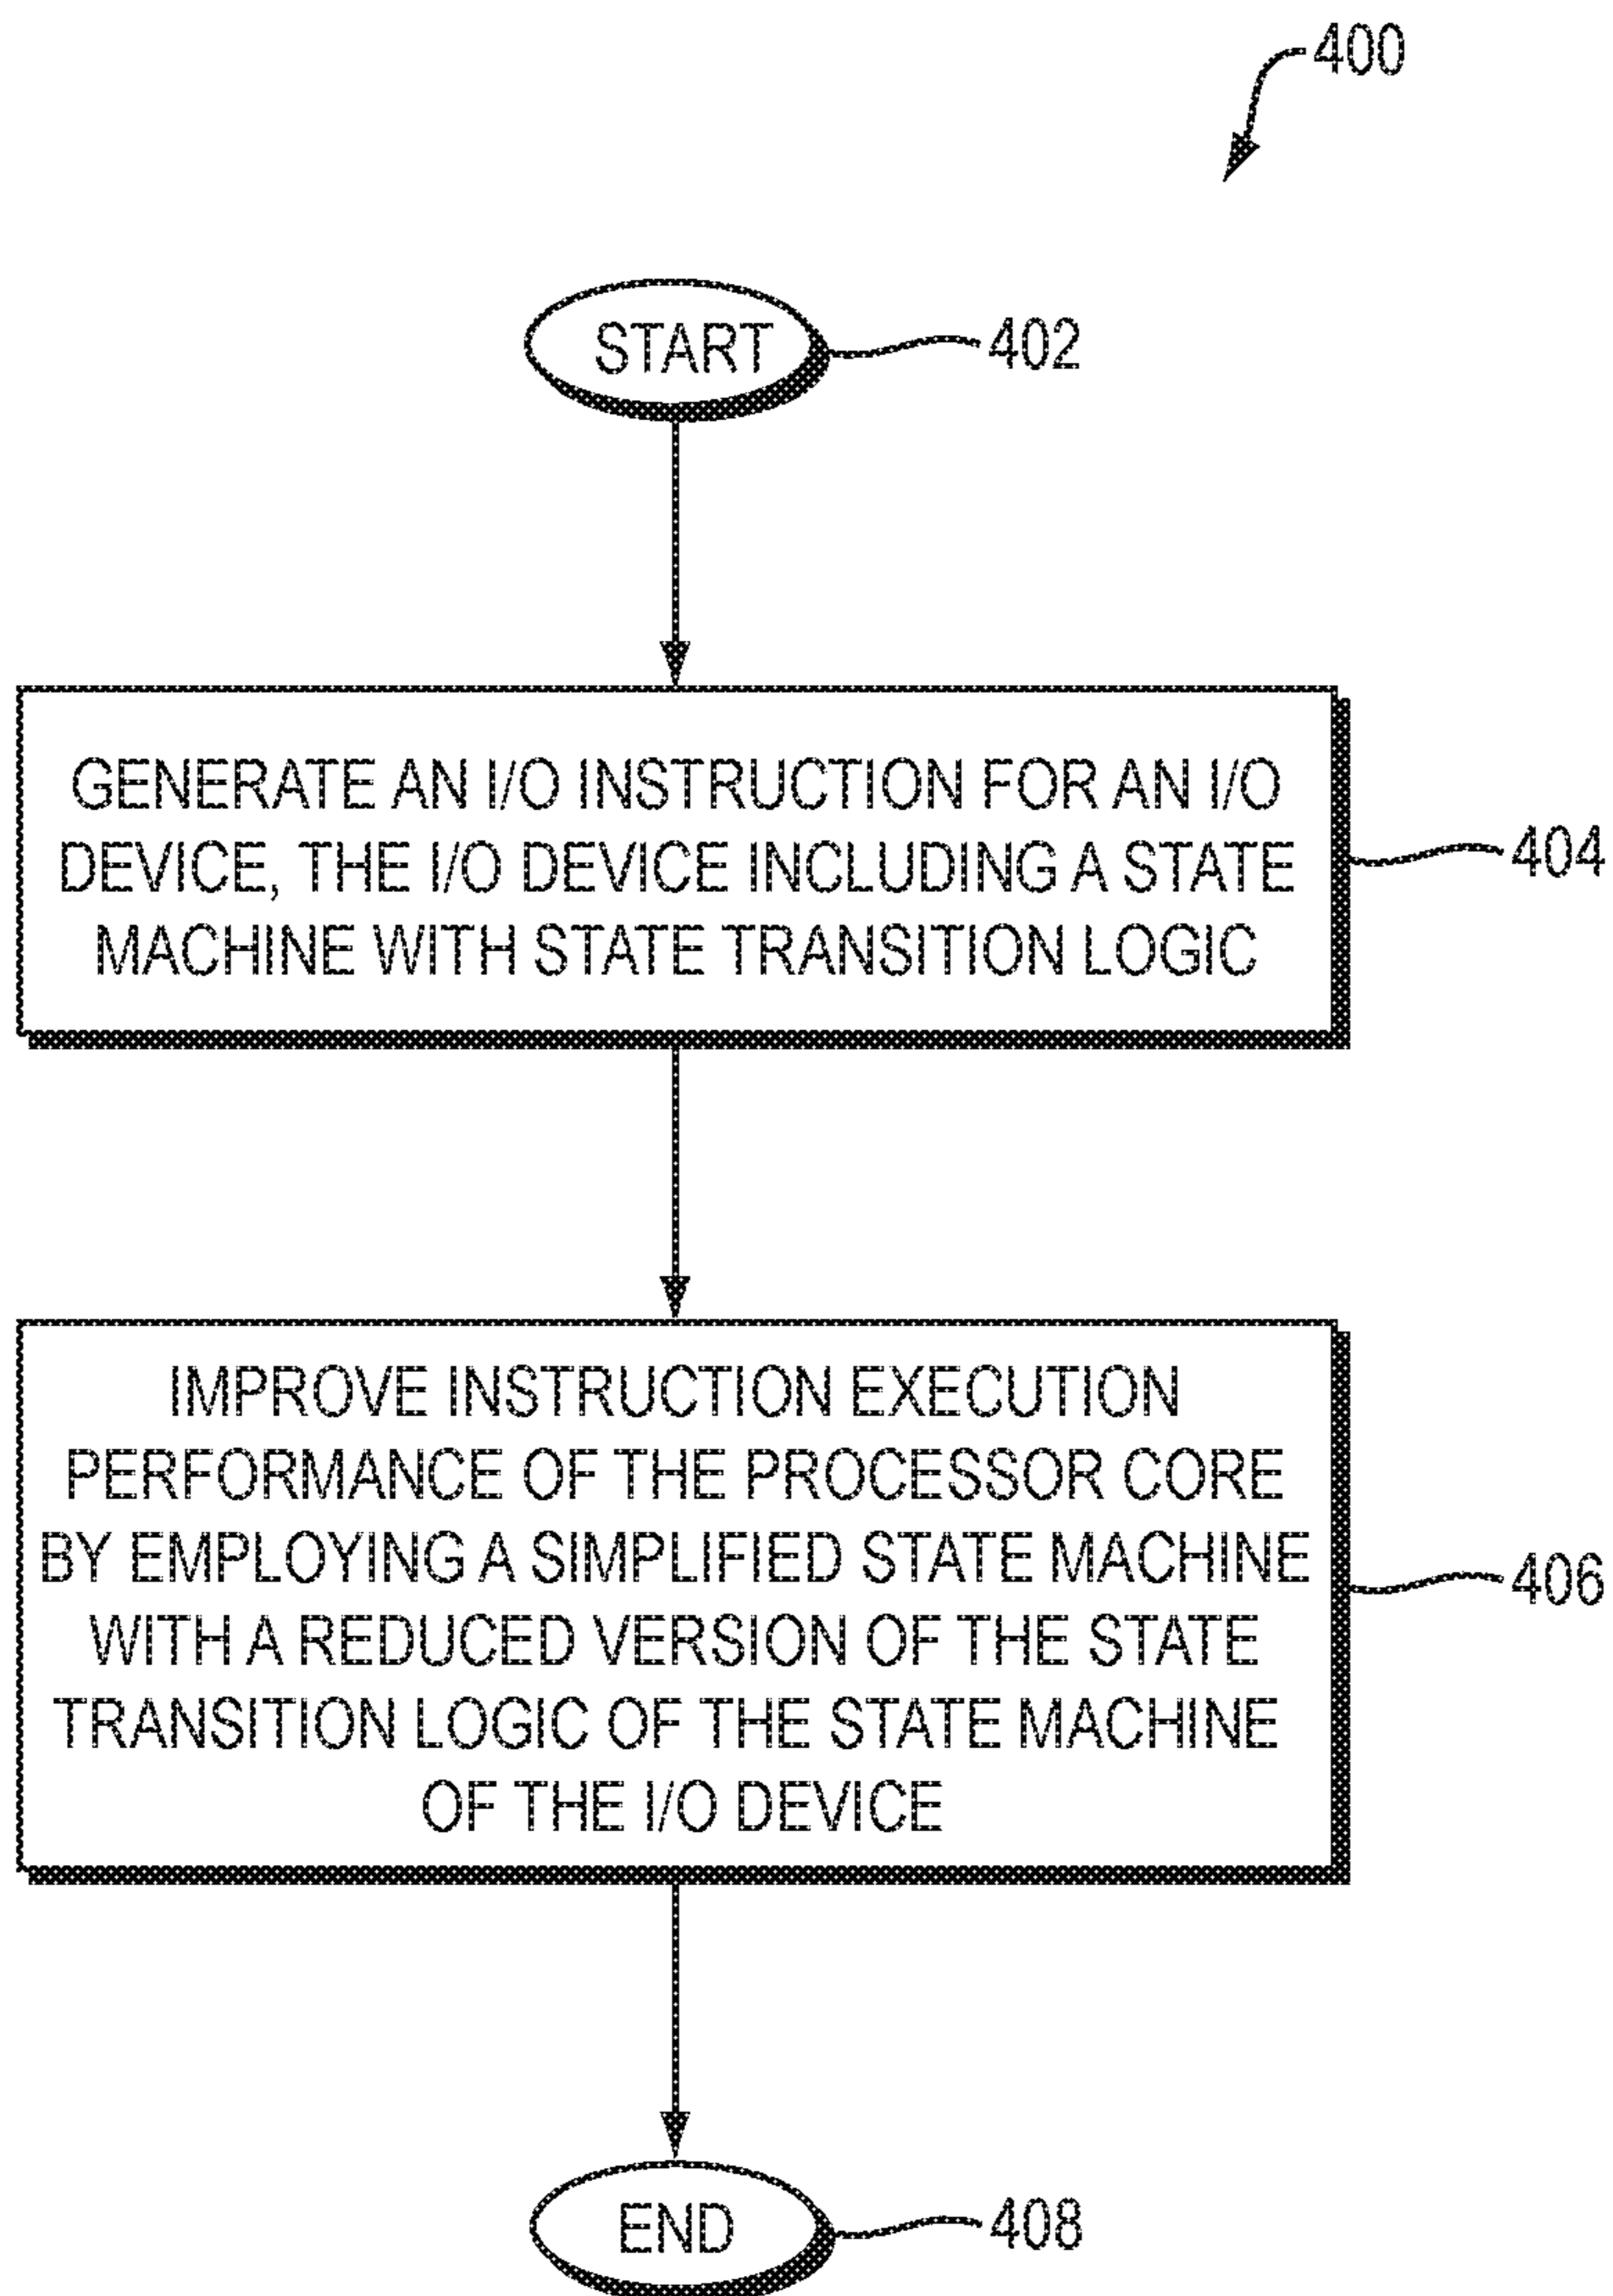 400
START
402
GENERATE AN I/O INSTRUCTION FOR AN I/O
DEVICE, THE I/O DEVICE INCLUDING A STATE
MACHINE WITH STATE TRANSITION LOGIC
404
IMPROVE INSTRUCTION EXECUTION
PERFORMANCE OF THE PROCESSOR CORE
BY EMPLOYING A SIMPLIFIED STATE MACHINE
WITH A REDUCED VERSION OF THE STATE
TRANSITION LOGIC OF THE STATE MACHINE
OF THE I/O DEVICE
406
END
408